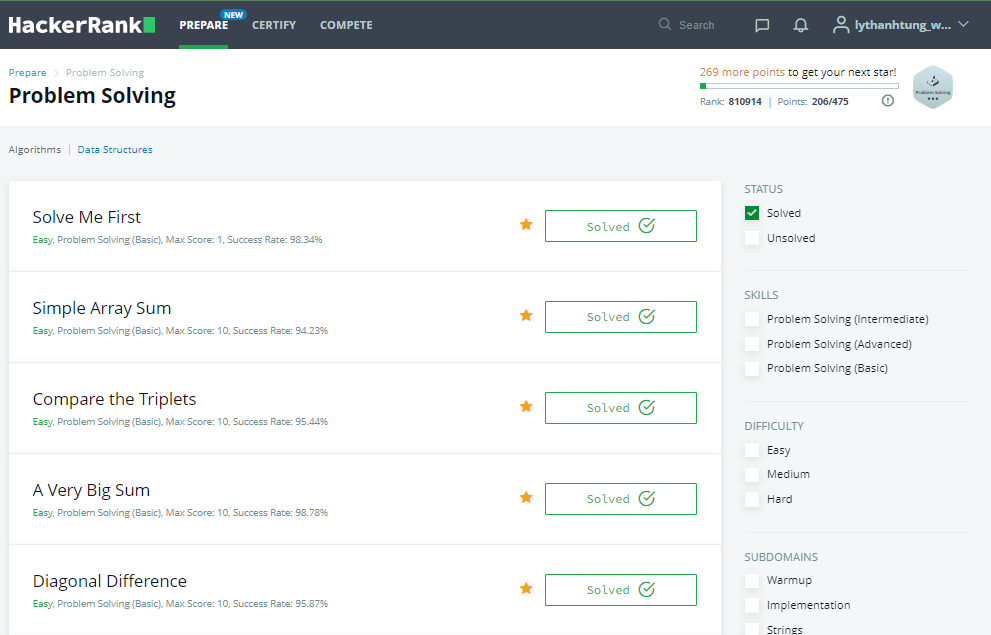 HackerRank
PREPARE NEW CERTIFY COMPETE
Search
lythanhtung_w...
Prepare > Problem Solving
Problem Solving
269 more points to get your next star!
Rank: 810914 | Points: 206/475
Problem Solving
Algorithms | Data Structures
Solve Me First
Easy, Problem Solving (Basic), Max Score: 1, Success Rate: 98.34%
Solved
Simple Array Sum
Easy, Problem Solving (Basic), Max Score: 10, Success Rate: 94.23%
Solved
Compare the Triplets
Easy, Problem Solving (Basic), Max Score: 10, Success Rate: 95.44%
Solved
A Very Big Sum
Easy, Problem Solving (Basic), Max Score: 10, Success Rate: 98.78%
Solved
Diagonal Difference
Easy, Problem Solving (Basic), Max Score: 10, Success Rate: 95.87%
Solved
STATUS
Solved
Unsolved
SKILLS
Problem Solving (Intermediate)
Problem Solving (Advanced)
Problem Solving (Basic)
DIFFICULTY
Easy
Medium
Hard
SUBDOMAINS
Warmup
Implementation
Strings